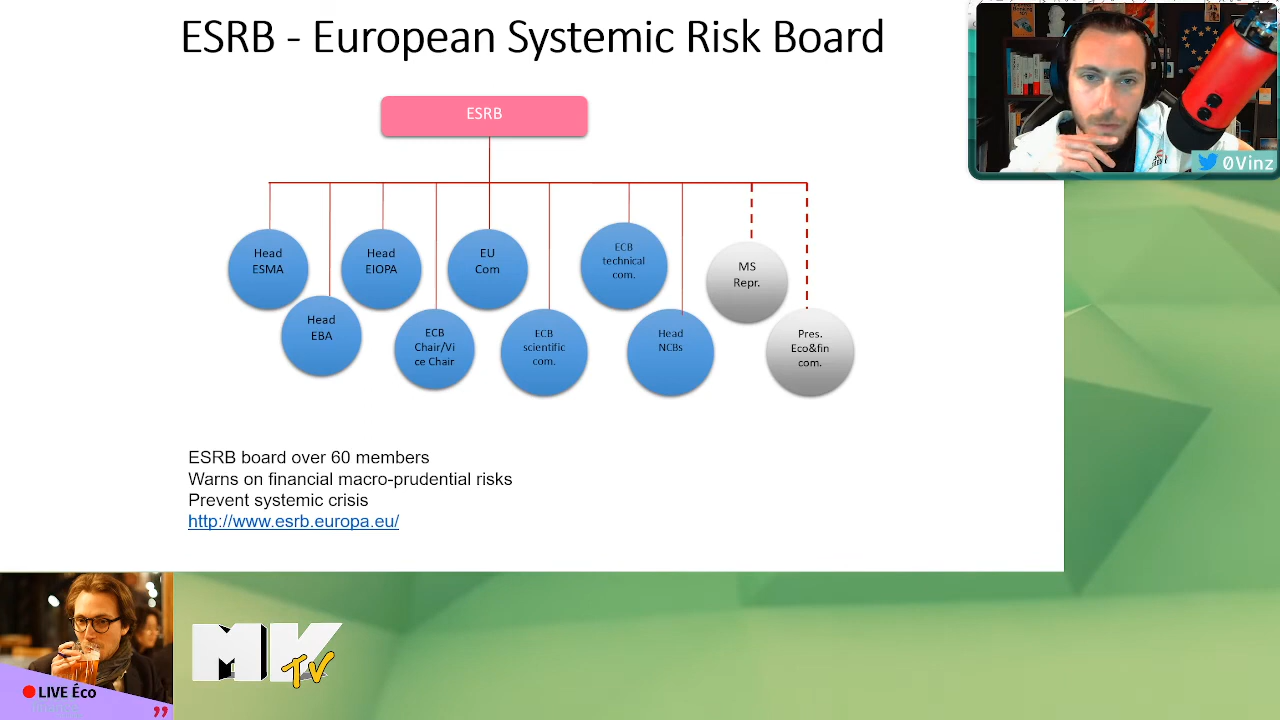 ESRB - European Systemic Risk Board
ESRB
Head
ESMA
Head
EBA
Head
EIOPA
ECB
Chair/Vi
ce Chair
EU
Com
ECB
scientific
com.
ECB
technical
com.
Head
NCBs
MS
Repr.
Pres.
Eco&fin
com.
ESRB board over 60 members
Warns on financial macro-prudential risks
Prevent systemic crisis
http://www.esrb.europa.eu/
0Vinz
LIVE Éco
MKTV